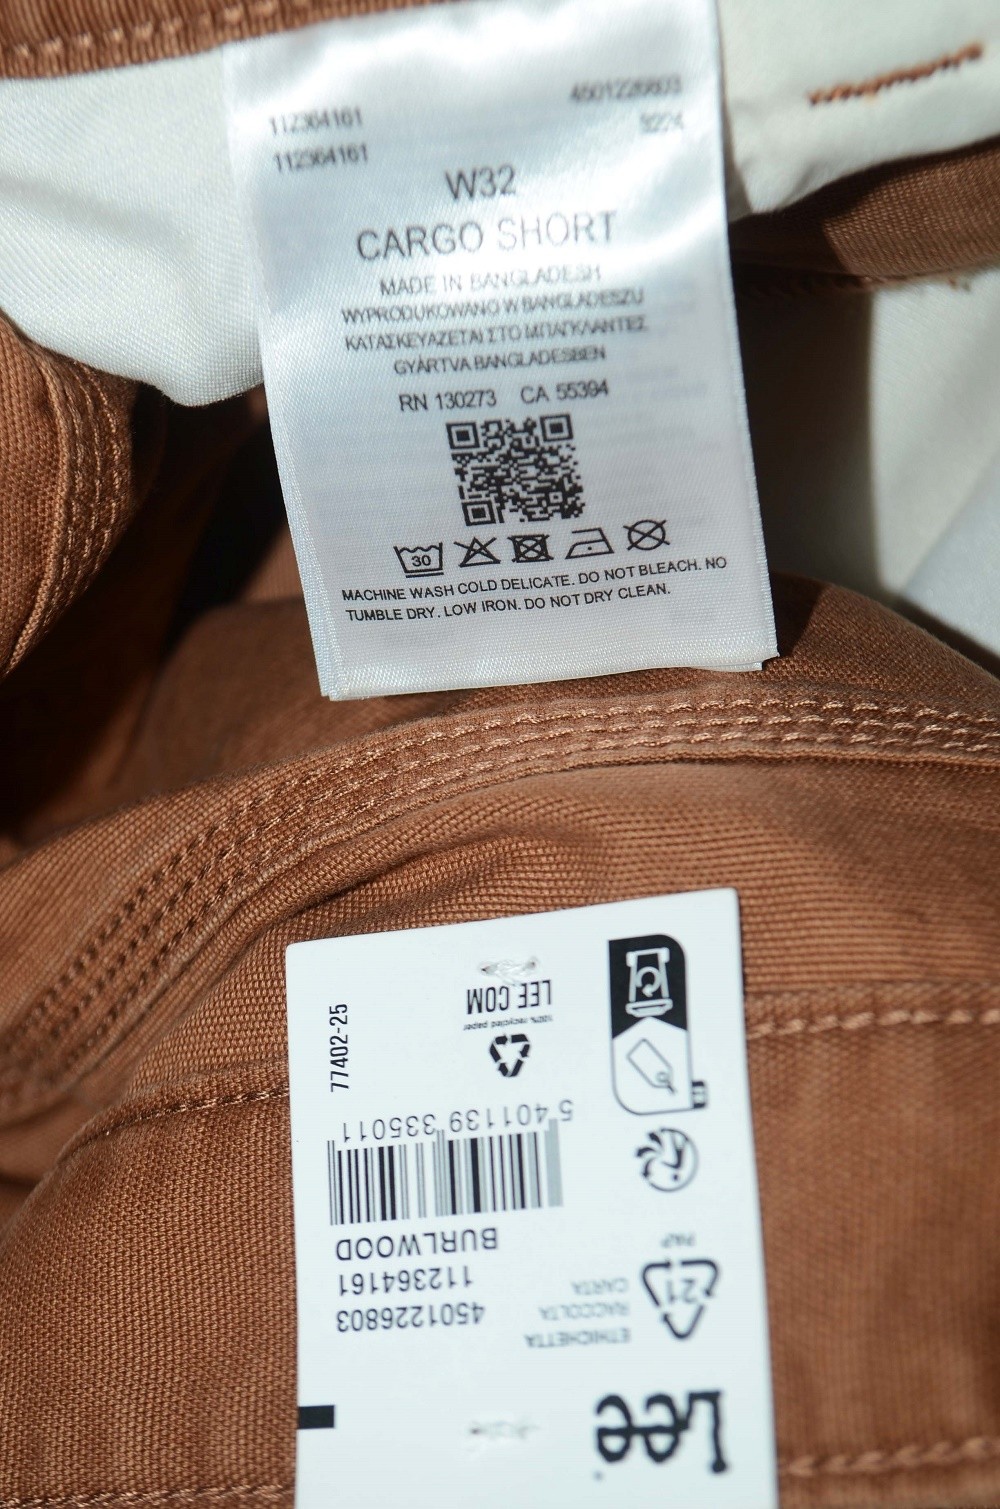 112364161
4501226803
112364161
9224
W32
CARGO SHORT
MADE IN BANGLADESH
WYPRODUKOWANO W BANGLADESZU
ΚΑΤΑΣΚΕΥΑΖΕΤΑΙ ΣΤΟ ΜΠΑΓΚΛΑΝΤΕΣ
GYÁRTVA BANGLADESBEN
RN 130273 CA 55394
30
MACHINE WASH COLD DELICATE. DO NOT BLEACH. NO
TUMBLE DRY. LOW IRON. DO NOT DRY CLEAN.
Lee
4501226803
112364161
BURLWOOD
5 401139 335011
77402-25
ETICHETTA
RACCOLTA
CARTA
21
PAP
100% recycled paper
LEE.COM